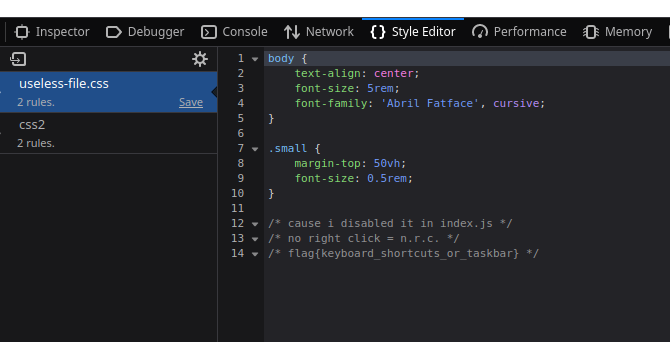 Inspector Debugger Console Network Style Editor Performance Memory
useless-file.css
2 rules. Save
css2
2 rules.
1 body {
2     text-align: center;
3     font-size: 5rem;
4     font-family: 'Abril Fatface', cursive;
5 }
6
7 .small {
8     margin-top: 50vh;
9     font-size: 0.5rem;
10 }
11
12 /* cause i disabled it in index.js */
13 /* no right click = n.r.c. */
14 /* flag{keyboard_shortcuts_or_taskbar} */